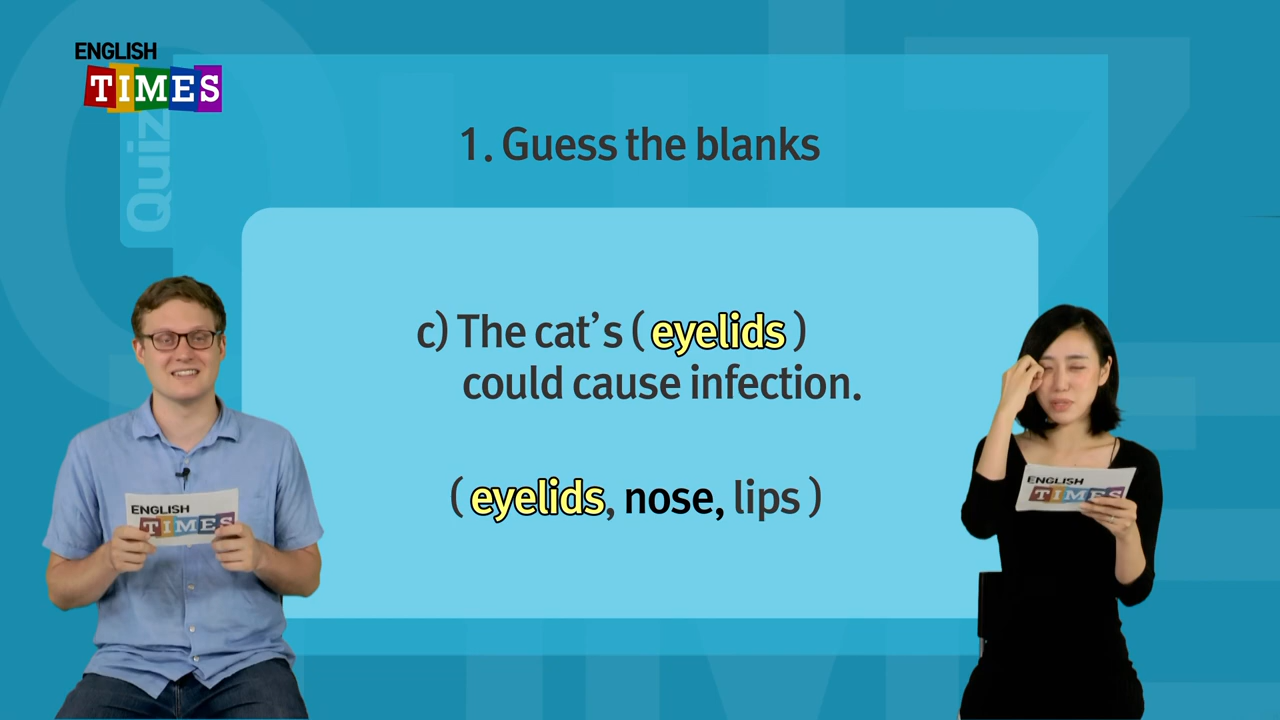 ENGLISH
TIMES
Quiz
1. Guess the blanks
c) The cat's ( eyelids )
could cause infection.
( eyelids, nose, lips )
ENGLISH
TIMES
ENGLISH
TIMES